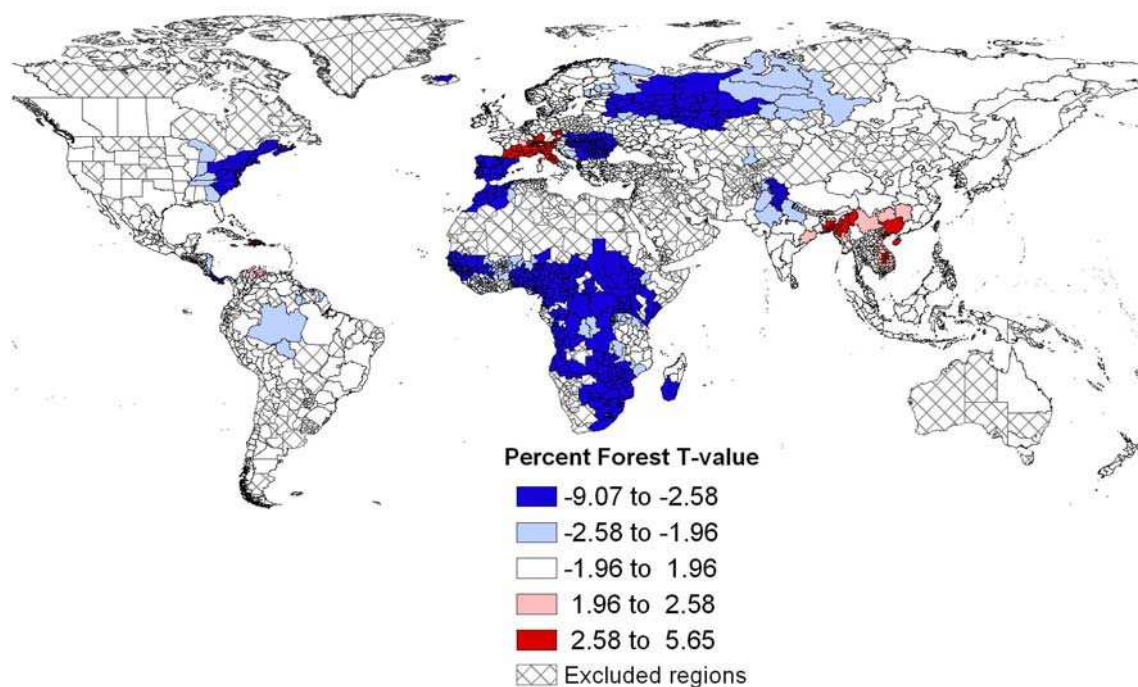 Percent Forest T-value
-9.07 to -2.58
-2.58 to -1.96
-1.96 to 1.96
1.96 to 2.58
2.58 to 5.65
Excluded regions